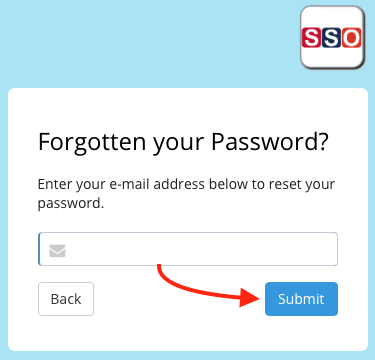 SSO
Forgotten your Password?
Enter your e-mail address below to reset your
password.
Back
Submit